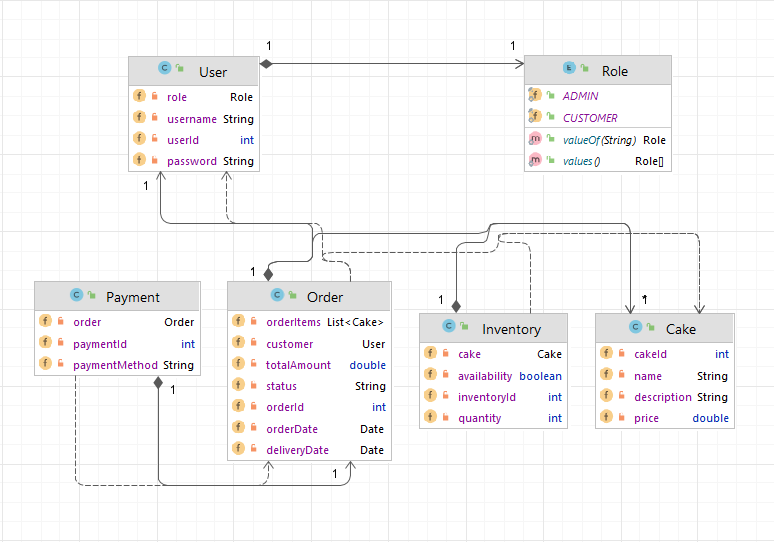 1 1
C User
f role Role
f username String
f userId int
f password String
E Role
f ADMIN
f CUSTOMER
m valueOf(String) Role
m values() Role[]
1
1 1 *1
C Payment
f order Order
f paymentId int
f paymentMethod String
1
C Order
f orderItems List<Cake>
f customer User
f totalAmount double
f status String
f orderId int
f orderDate Date
f deliveryDate Date
1
C Inventory
f cake Cake
f availability boolean
f inventoryId int
f quantity int
C Cake
f cakeId int
f name String
f description String
f price double